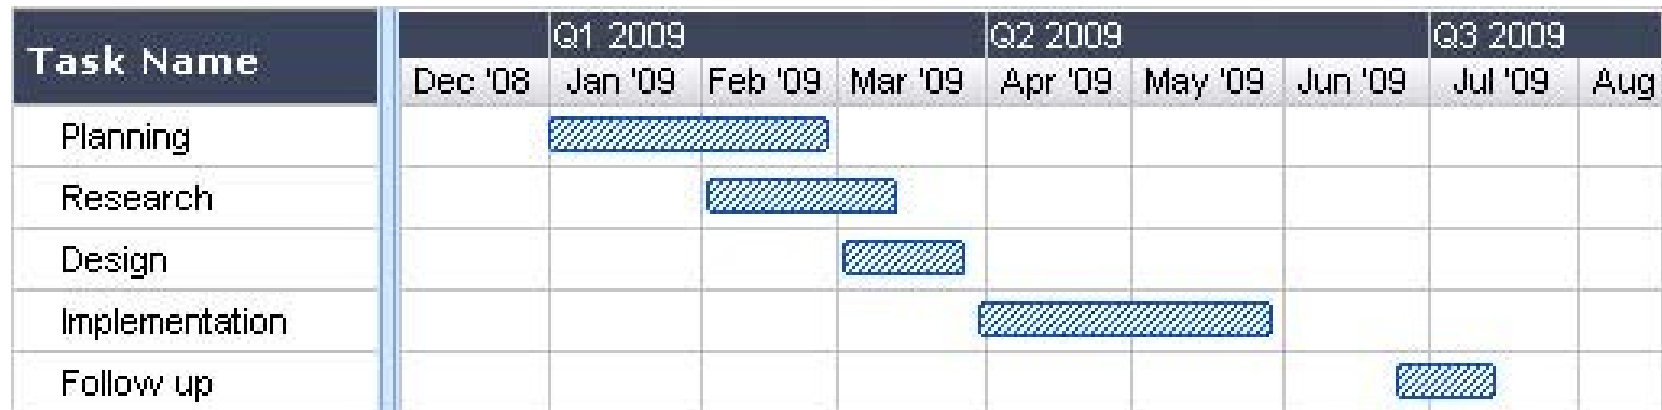 Task Name
Q1 2009 Q2 2009 Q3 2009
Dec '08 Jan '09 Feb '09 Mar '09 Apr '09 May '09 Jun '09 Jul '09 Aug
Planning
Research
Design
Implementation
Follow up